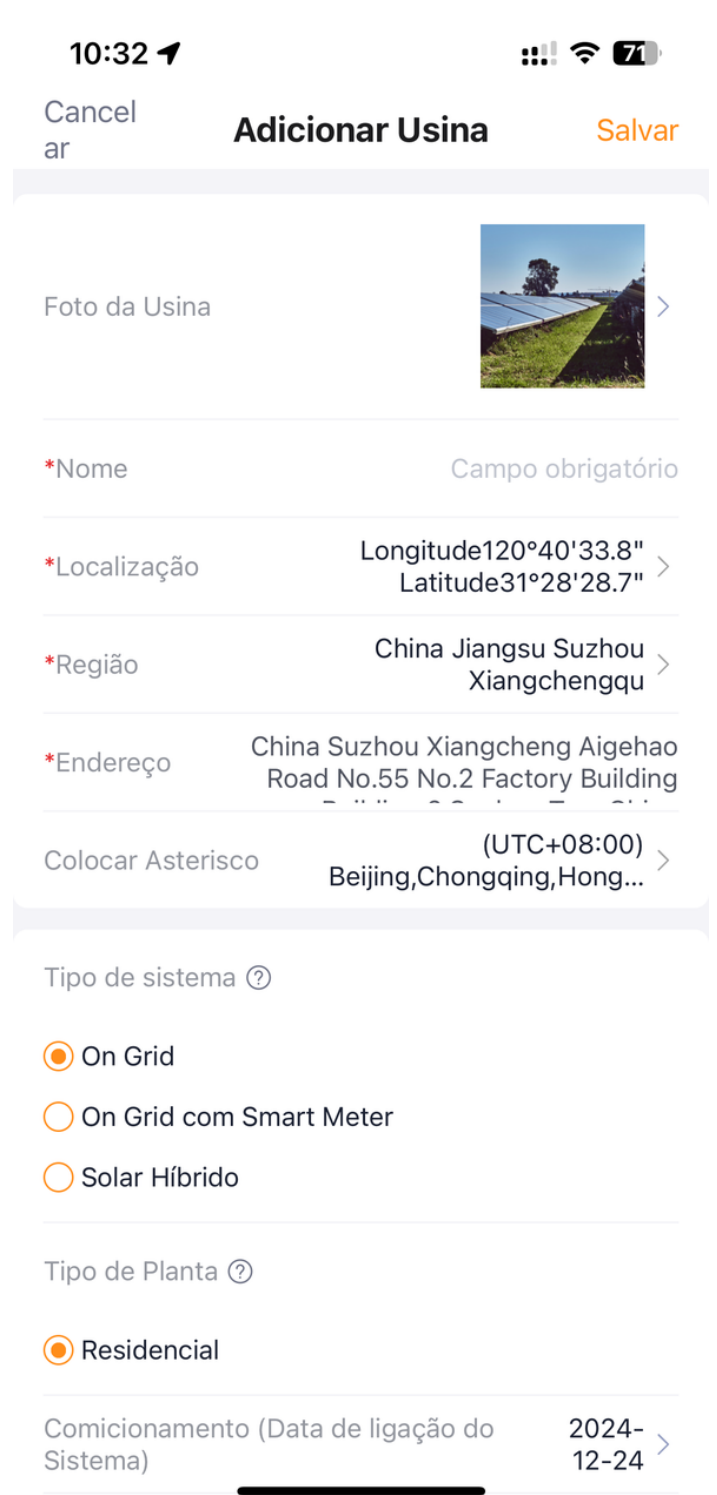 10:32
71
Cancel
ar
Adicionar Usina
Salvar
Foto da Usina
*Nome
Campo obrigatório
*Localização
Longitude120°40'33.8"
Latitude31°28'28.7"
*Região
China Jiangsu Suzhou
Xiangchengqu
*Endereço
China Suzhou Xiangcheng Aigehao
Road No.55 No.2 Factory Building
Colocar Asterisco
(UTC+08:00)
Beijing,Chongqing,Hong...
Tipo de sistema ?
On Grid
On Grid com Smart Meter
Solar Híbrido
Tipo de Planta ?
Residencial
Comicionamento (Data de ligação do
Sistema)
2024-
12-24